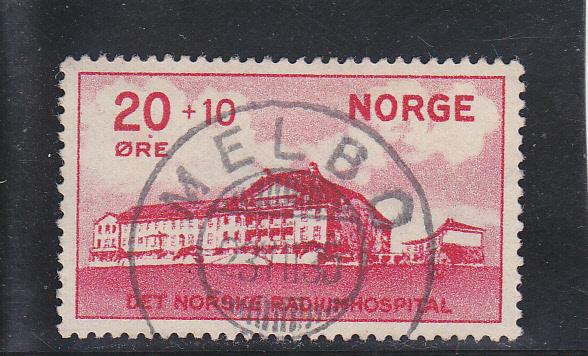 20 + 10 NORGE
ØRE
MELBO
DET NORSKE RADIUMHOSPITAL